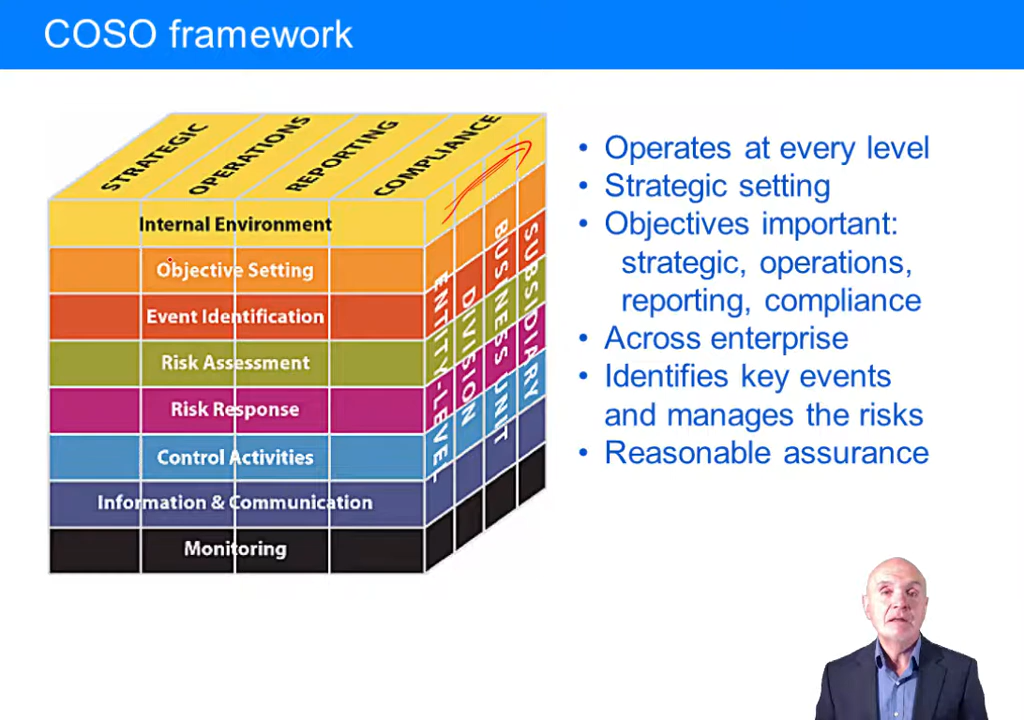 COSO framework
STRATEGIC
OPERATIONS
REPORTING
COMPLIANCE
Internal Environment
Objective Setting
Event Identification
Risk Assessment
Risk Response
Control Activities
Information & Communication
Monitoring
ENTITY-LEVEL
DIVISION
BUSINESS UNIT
SUBSIDIARY
• Operates at every level
• Strategic setting
• Objectives important:
strategic, operations,
reporting, compliance
• Across enterprise
• Identifies key events
and manages the risks
• Reasonable assurance